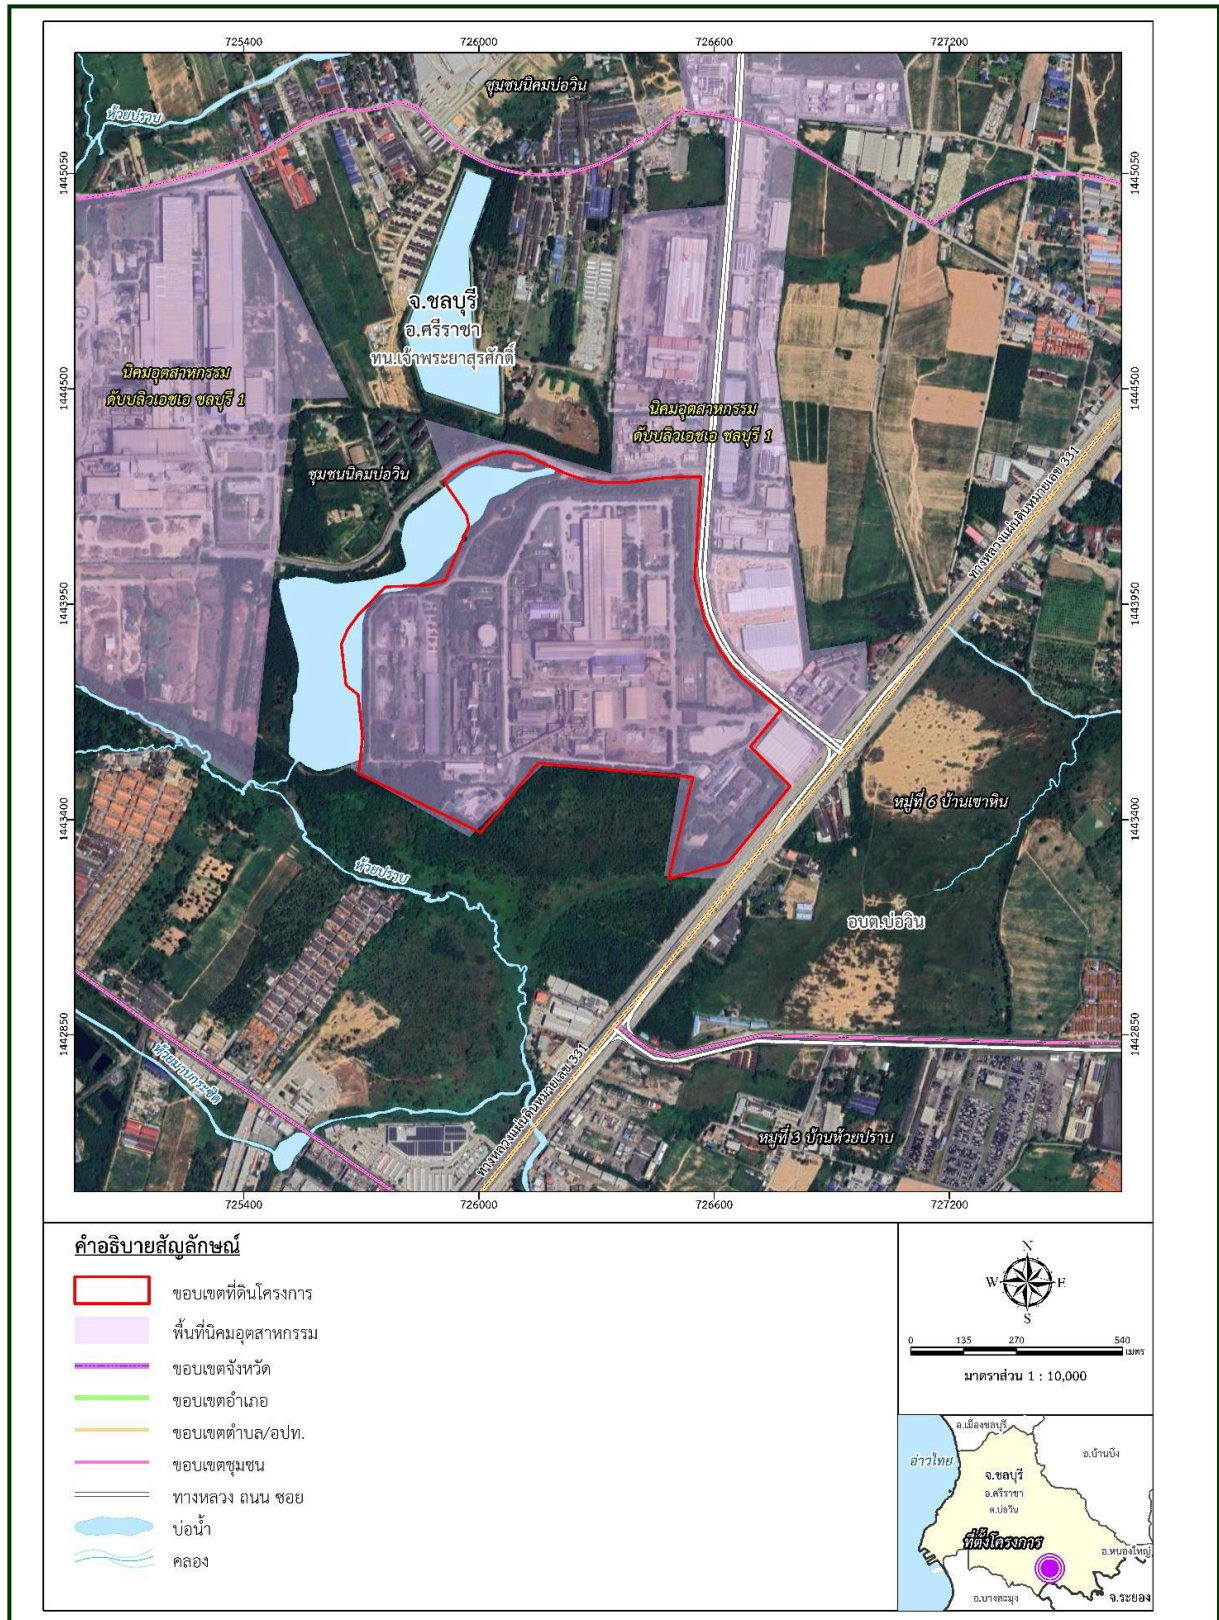 725400
726000
726600
727200
ชุมชนนิคมบ่อวิน
ห้วยปราบ
1445050
1445050
จ.ชลบุรี
อ.ศรีราชา
ทน.เจ้าพระยาสุรศักดิ์
นิคมอุตสาหกรรม
ดับบลิวเอชเอ ชลบุรี 1
1444500
1444500
นิคมอุตสาหกรรม
ดับบลิวเอชเอ ชลบุรี 1
ชุมชนนิคมบ่อวิน
ทางหลวงแผ่นดินหมายเลข 331
1443950
1443950
หมู่ที่ 6 บ้านเขาหิน
1443400
1443400
ห้วยปราบ
อบต.บ่อวิน
1442850
1442850
ห้วยมาบกระชิด
ทางหลวงแผ่นดินหมายเลข 331
หมู่ที่ 3 บ้านห้วยปราบ
725400
726000
726600
727200
คำอธิบายสัญลักษณ์
ขอบเขตที่ดินโครงการ
พื้นที่นิคมอุตสาหกรรม
ขอบเขตจังหวัด
ขอบเขตอำเภอ
ขอบเขตตำบล/อปท.
ขอบเขตชุมชน
ทางหลวง ถนน ซอย
บ่อน้ำ
คลอง
N
W E
S
0 135 270 540
เมตร
มาตราส่วน 1 : 10,000
อ.เมืองชลบุรี
อ่าวไทย
อ.บ้านบึง
จ.ชลบุรี
อ.ศรีราชา
ต.บ่อวิน
ที่ตั้งโครงการ
อ.หนองใหญ่
อ.บางละมุง
จ.ระยอง